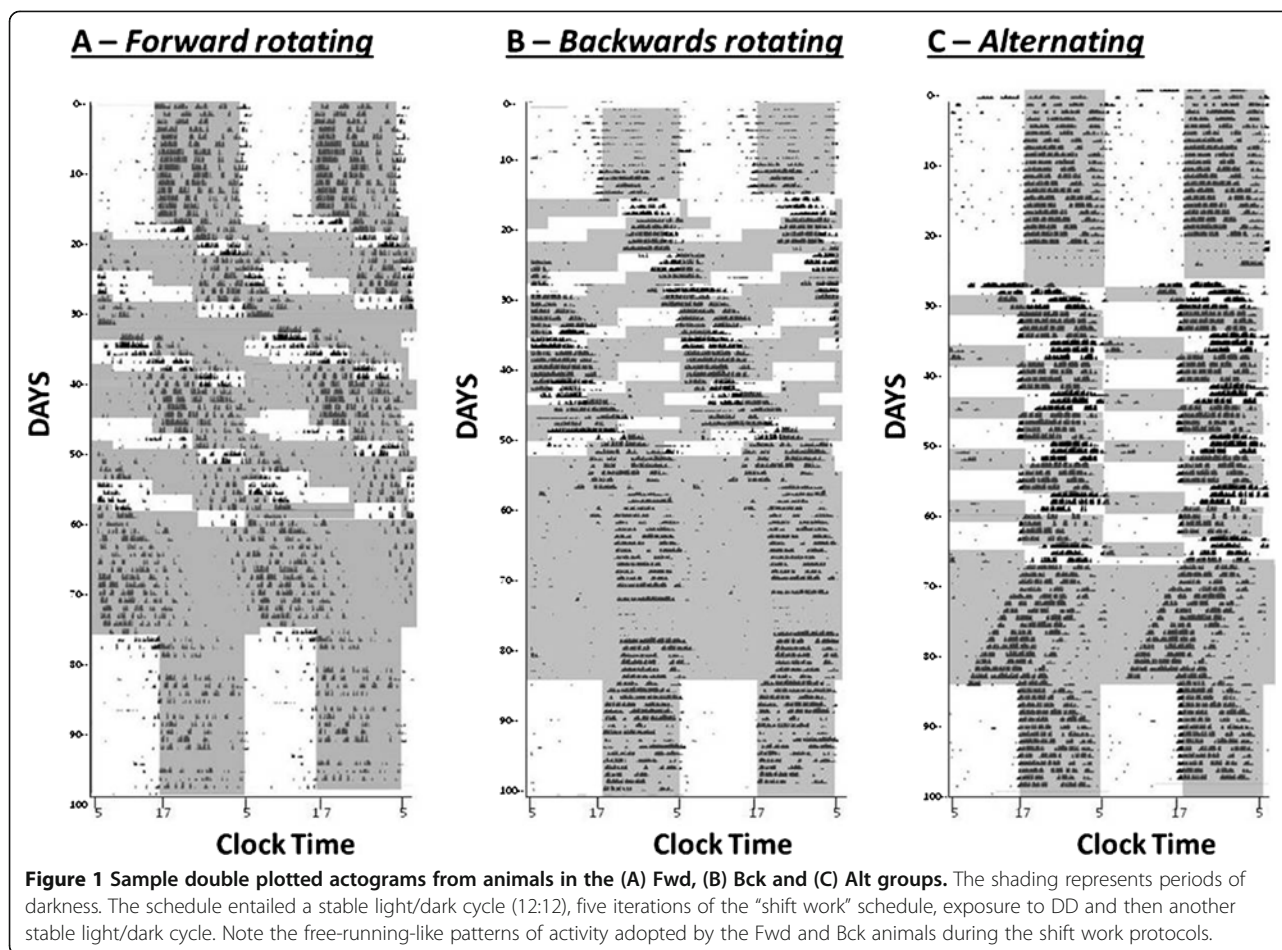 A – Forward rotating
B – Backwards rotating
C – Alternating
DAYS
0--
10--
20--
30--
40--
50--
60--
70--
80--
90--
100
5 17 5 17 5
Clock Time
DAYS
0--
10--
20--
30--
40--
50--
60--
70--
80--
90--
100--
5 17 5 17 5
Clock Time
DAYS
0--
10--
20--
30--
40--
50--
60--
70--
80--
90--
100--
5 17 5 17 5
Clock Time
Figure 1 Sample double plotted actograms from animals in the (A) Fwd, (B) Bck and (C) Alt groups. The shading represents periods of
darkness. The schedule entailed a stable light/dark cycle (12:12), five iterations of the “shift work” schedule, exposure to DD and then another
stable light/dark cycle. Note the free-running-like patterns of activity adopted by the Fwd and Bck animals during the shift work protocols.